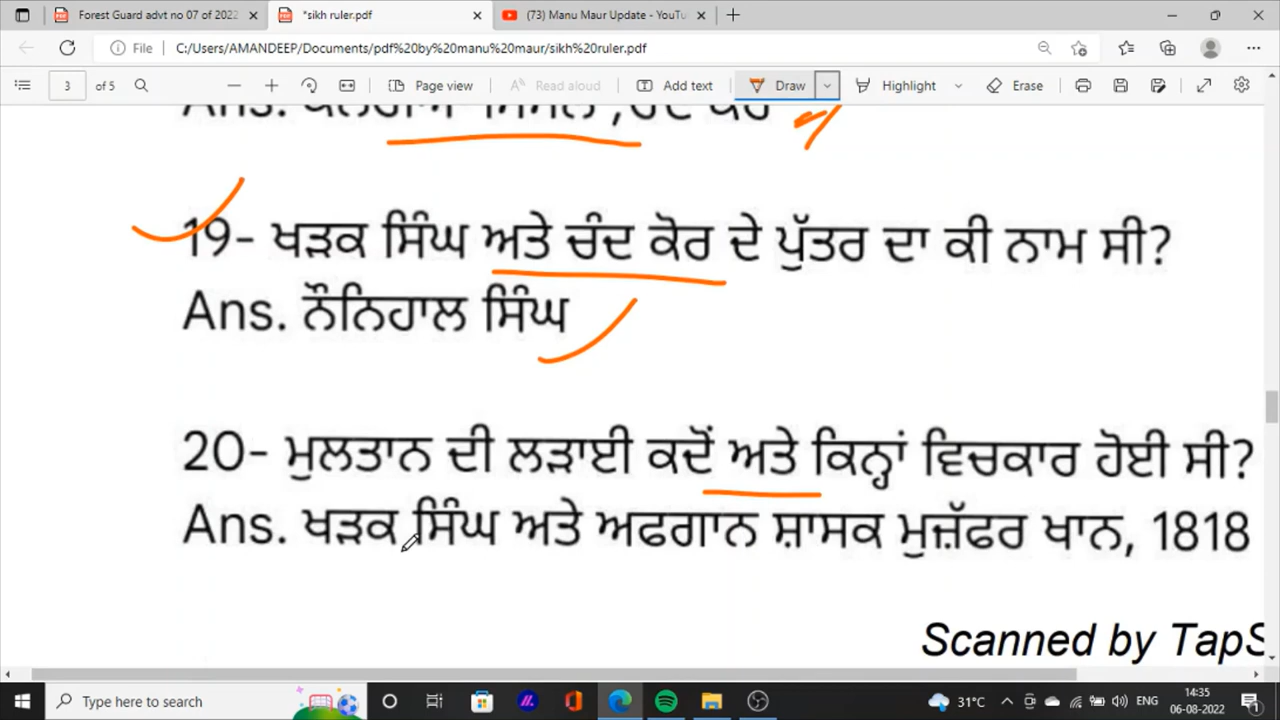 Forest Guard advt no 07 of 2022
*sikh ruler.pdf
(73) Manu Maur Update - YouTu
File
C:/Users/AMANDEEP/Documents/pdf%20by%20manu%20maur/sikh%20ruler.pdf
3 of 5
Page view
Read aloud
Add text
Draw
Highlight
Erase
19- ਖੜਕ ਸਿੰਘ ਅਤੇ ਚੰਦ ਕੋਰ ਦੇ ਪੁੱਤਰ ਦਾ ਕੀ ਨਾਮ ਸੀ?
Ans. ਨੌਨਿਹਾਲ ਸਿੰਘ
20- ਮੁਲਤਾਨ ਦੀ ਲੜਾਈ ਕਦੋਂ ਅਤੇ ਕਿਨ੍ਹਾਂ ਵਿਚਕਾਰ ਹੋਈ ਸੀ?
Ans. ਖੜਕ ਸਿੰਘ ਅਤੇ ਅਫਗਾਨ ਸ਼ਾਸਕ ਮੁਜ਼ੱਫਰ ਖਾਨ, 1818
Scanned by TapS
Type here to search
31°C
ENG
14:35
06-08-2022